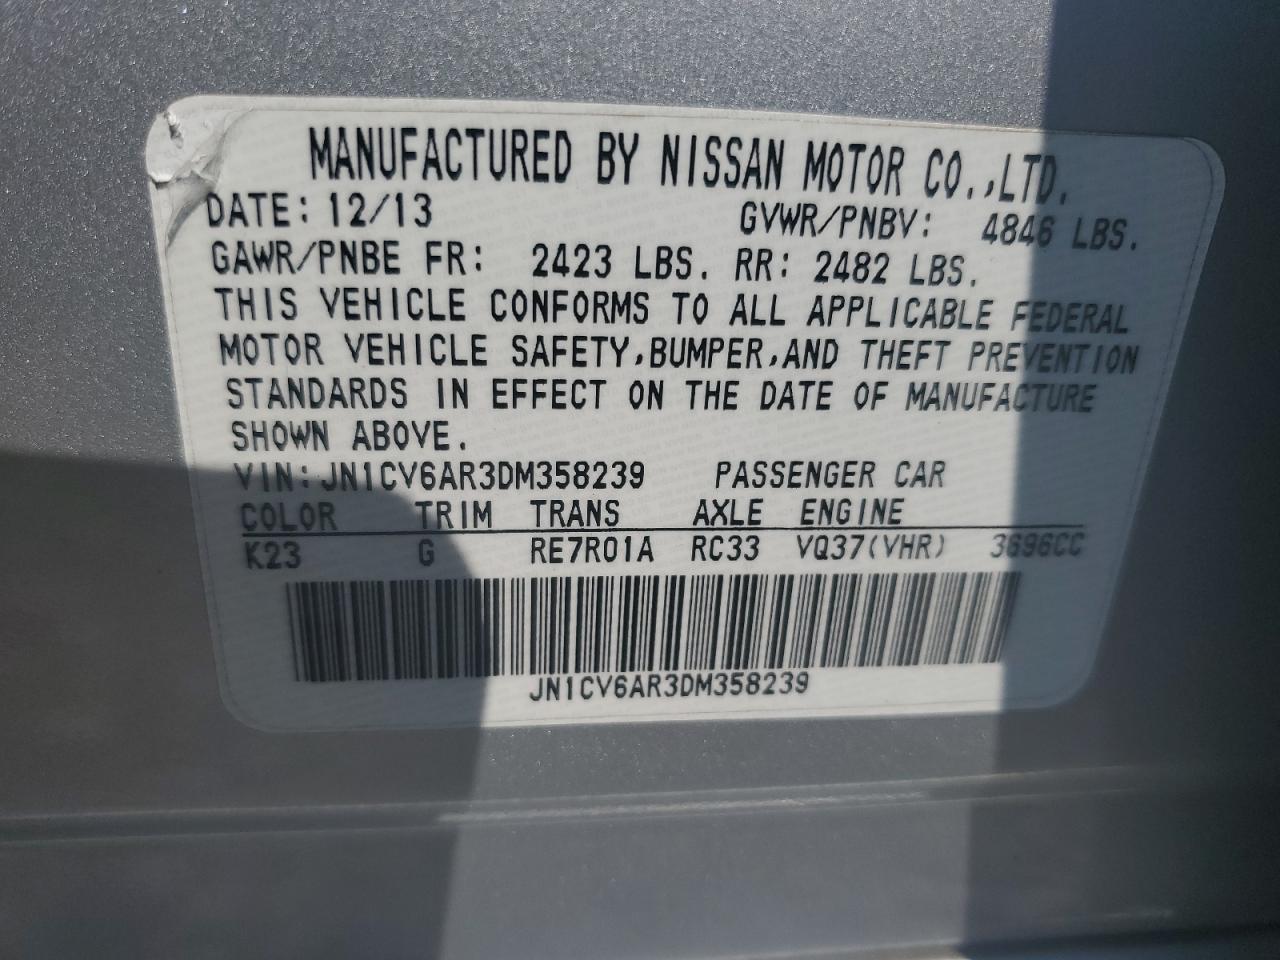 MANUFACTURED BY NISSAN MOTOR CO.,LTD.
DATE: 12/13 GVWR/PNBV: 4846 LBS.
GAWR/PNBE FR: 2423 LBS. RR: 2482 LBS.
THIS VEHICLE CONFORMS TO ALL APPLICABLE FEDERAL
MOTOR VEHICLE SAFETY,BUMPER,AND THEFT PREVENTION
STANDARDS IN EFFECT ON THE DATE OF MANUFACTURE
SHOWN ABOVE.
VIN:JN1CV6AR3DM358239 PASSENGER CAR
COLOR TRIM TRANS AXLE ENGINE
K23 G RE7R01A RC33 VQ37(VHR) 3696CC
JN1CV6AR3DM358239